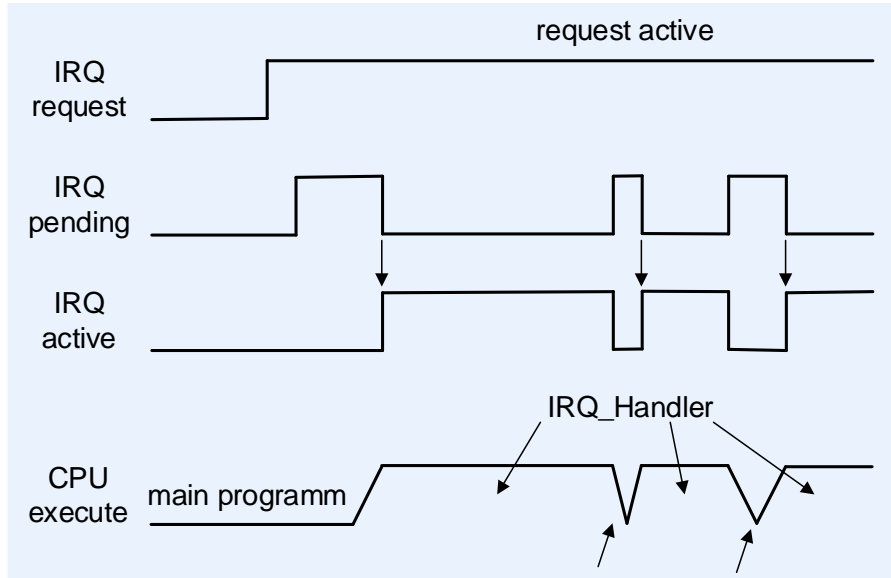 request active
IRQ
request
IRQ
pending
IRQ
active
IRQ_Handler
CPU
execute
main programm